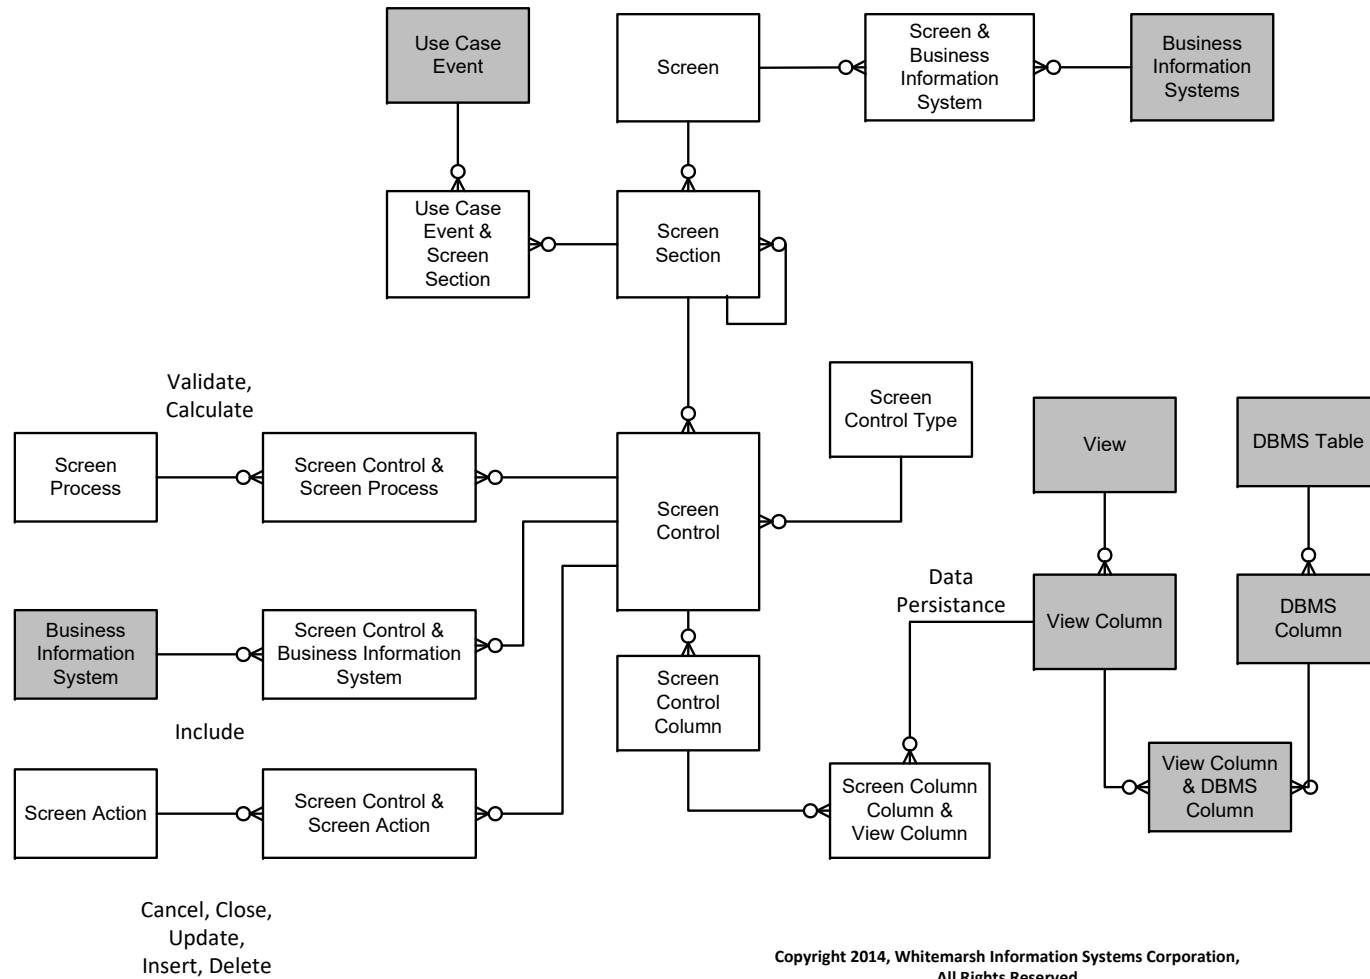 Use Case
Event
Screen
Screen &
Business
Information
System
Business
Information
Systems
Use Case
Event &
Screen
Section
Screen
Section
Validate,
Calculate
Screen
Control Type
View
DBMS Table
Screen
Process
Screen Control &
Screen Process
Screen
Control
Data
Persistance
View Column
DBMS
Column
Business
Information
System
Screen Control &
Business Information
System
Screen
Control
Column
Include
View Column
& DBMS
Column
Screen Action
Screen Control &
Screen Action
Screen Column
Column &
View Column
Cancel, Close,
Update,
Insert, Delete
Copyright 2014, Whitemarsh Information Systems Corporation,
All Rights Reserved